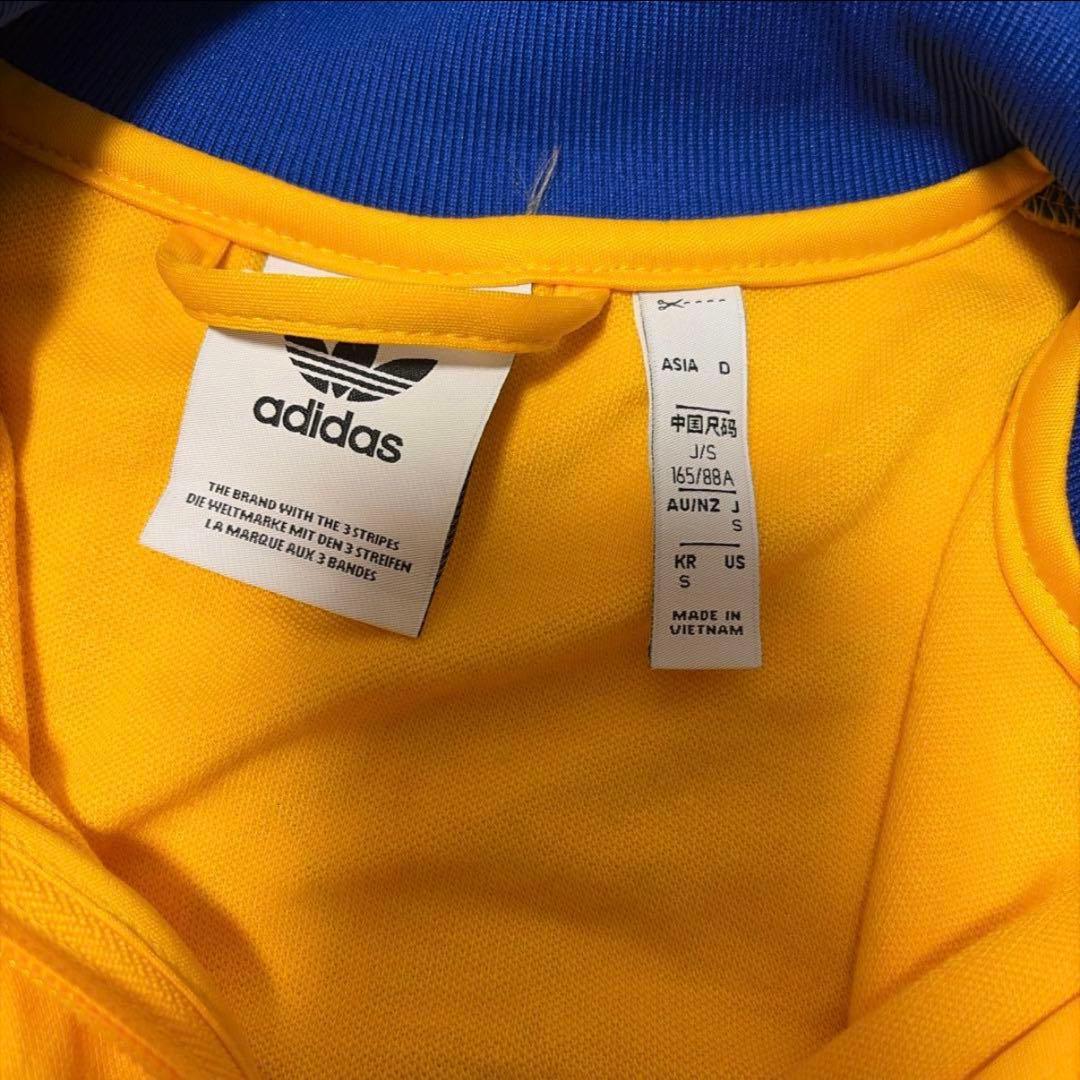 adidas
THE BRAND WITH THE 3 STRIPES
DIE WELTMARKE MIT DEN 3 STREIFEN
LA MARQUE AUX 3 BANDES
ASIA D
中国尺码
J/S
165/88A
AU/NZ J
S
KR US
S
MADE IN
VIETNAM